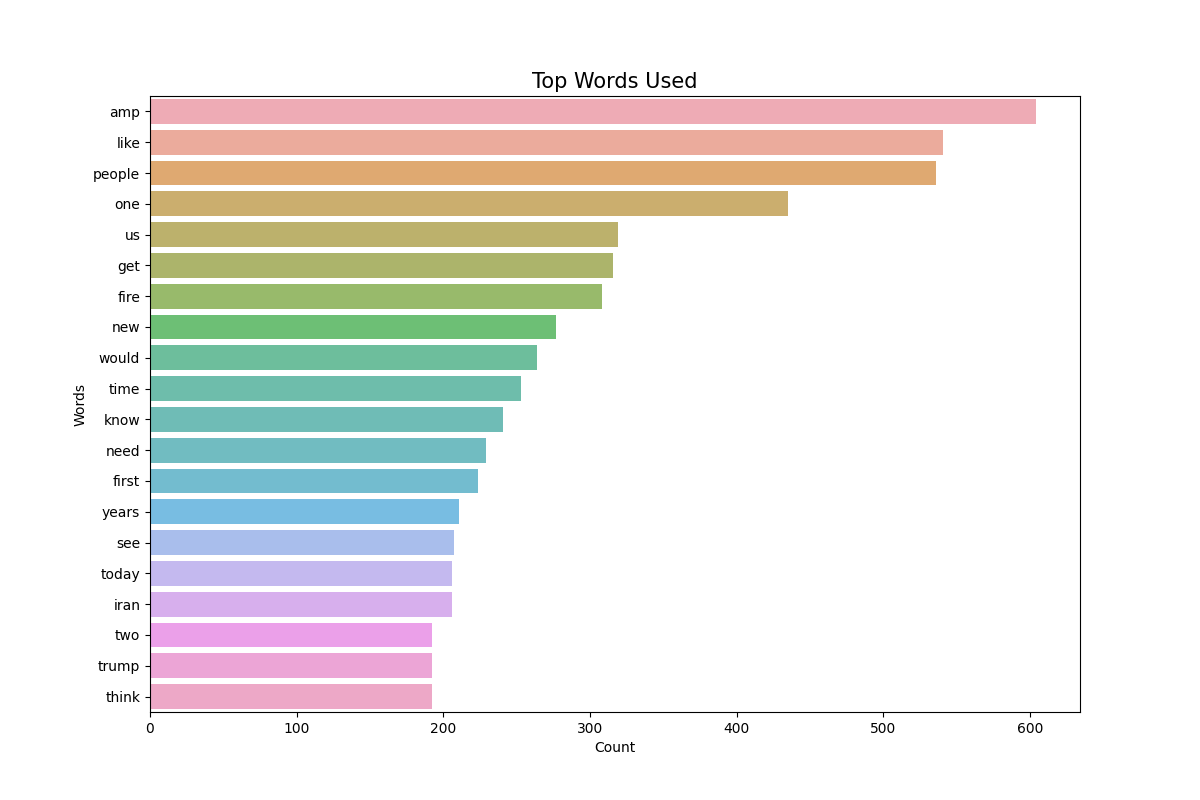 Top Words Used
amp
like
people
one
us
get
fire
new
would
time
know
need
first
years
see
today
iran
two
trump
think
Words
0 100 200 300 400 500 600
Count